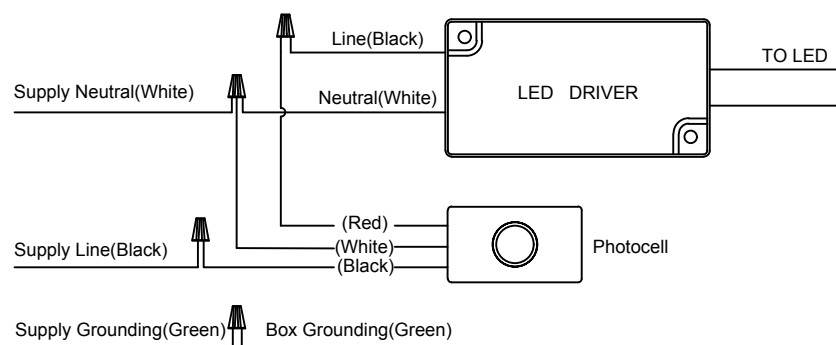 Line(Black)
TO LED
Supply Neutral(White)
Neutral(White)
LED DRIVER
(Red)
Supply Line(Black)
(White)
Photocell
(Black)
Supply Grounding(Green)
Box Grounding(Green)